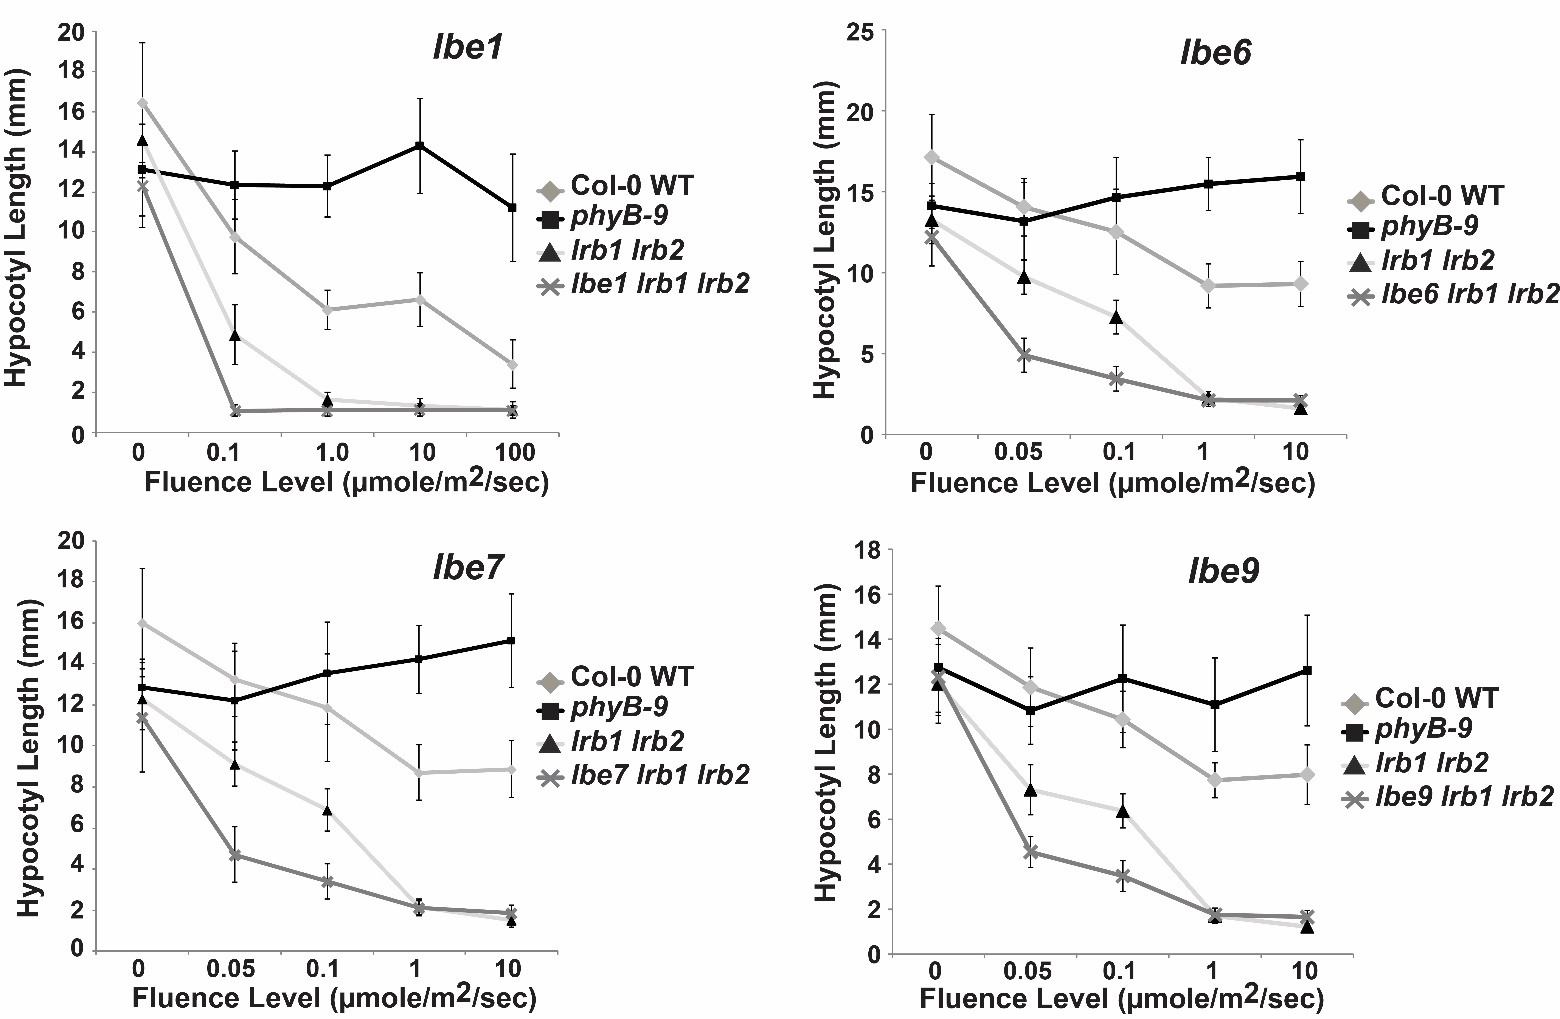 lbe1
20
18
16
14
12
10
8
6
4
2
0
Hypocotyl Length (mm)
0 0.1 1.0 10 100
Fluence Level (µmole/m2/sec)
Col-0 WT
phyB-9
lrb1 lrb2
lbe1 lrb1 lrb2
lbe6
25
20
15
10
5
0
Hypocotyl Length (mm)
0 0.05 0.1 1 10
Fluence Level (µmole/m2/sec)
Col-0 WT
phyB-9
lrb1 lrb2
lbe6 lrb1 lrb2
lbe7
20
18
16
14
12
10
8
6
4
2
0
Hypocotyl Length (mm)
0 0.05 0.1 1 10
Fluence Level (µmole/m2/sec)
Col-0 WT
phyB-9
lrb1 lrb2
lbe7 lrb1 lrb2
lbe9
18
16
14
12
10
8
6
4
2
0
Hypocotyl Length (mm)
0 0.05 0.1 1 10
Fluence Level (µmole/m2/sec)
Col-0 WT
phyB-9
lrb1 lrb2
lbe9 lrb1 lrb2